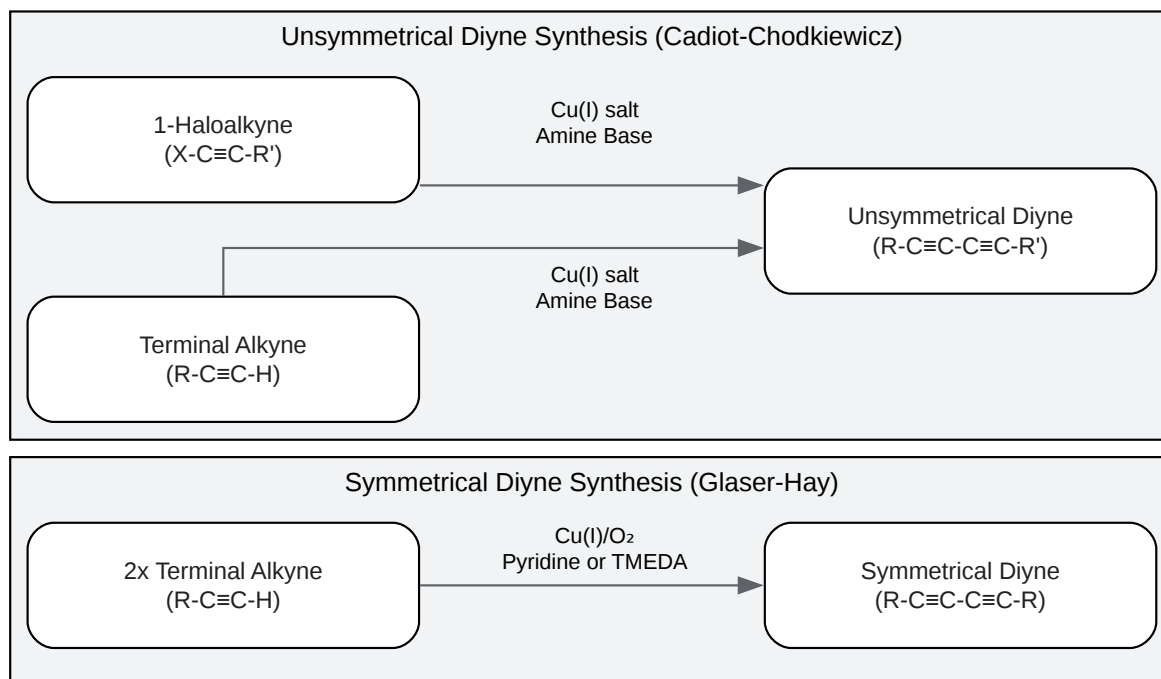 Unsymmetrical Diyne Synthesis (Cadiot-Chodkiewicz)
1-Haloalkyne
(X-C≡C-R')
Cu(I) salt
Amine Base
Unsymmetrical Diyne
(R-C≡C-C≡C-R')
Cu(I) salt
Amine Base
Terminal Alkyne
(R-C≡C-H)
Symmetrical Diyne Synthesis (Glaser-Hay)
2x Terminal Alkyne
(R-C≡C-H)
Cu(I)/O₂
Pyridine or TMEDA
Symmetrical Diyne
(R-C≡C-C≡C-R)